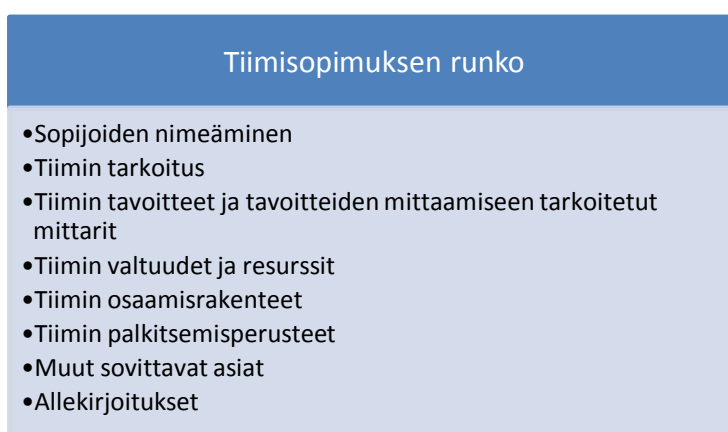 Tiimisopimuksen runko
•Sopijoiden nimeäminen
•Tiimin tarkoitus
•Tiimin tavoitteet ja tavoitteiden mittaamiseen tarkoitetut
mittarit
•Tiimin valtuudet ja resurssit
•Tiimin osaamisrakenteet
•Tiimin palkitsemisperusteet
•Muut sovittavat asiat
•Allekirjoitukset